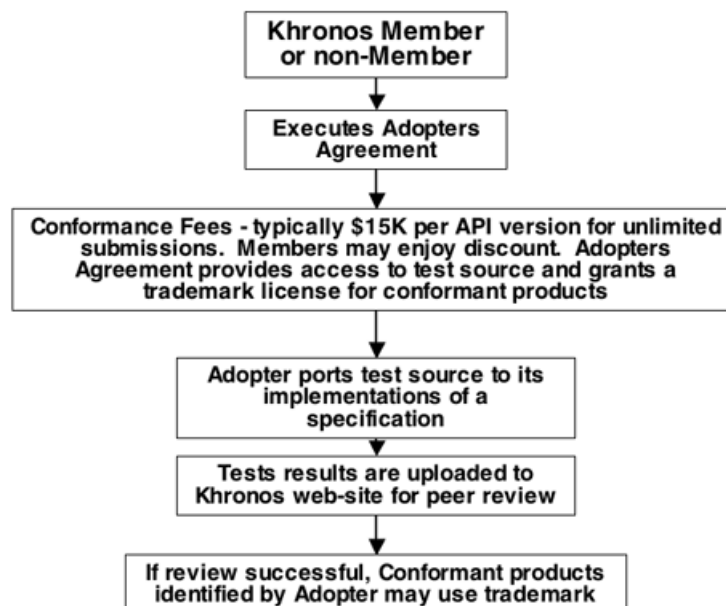 Khronos Member
or non-Member
Executes Adopters
Agreement
Conformance Fees - typically $15K per API version for unlimited
submissions. Members may enjoy discount. Adopters
Agreement provides access to test source and grants a
trademark license for conformant products
Adopter ports test source to its
implementations of a
specification
Tests results are uploaded to
Khronos web-site for peer review
If review successful, Conformant products
identified by Adopter may use trademark